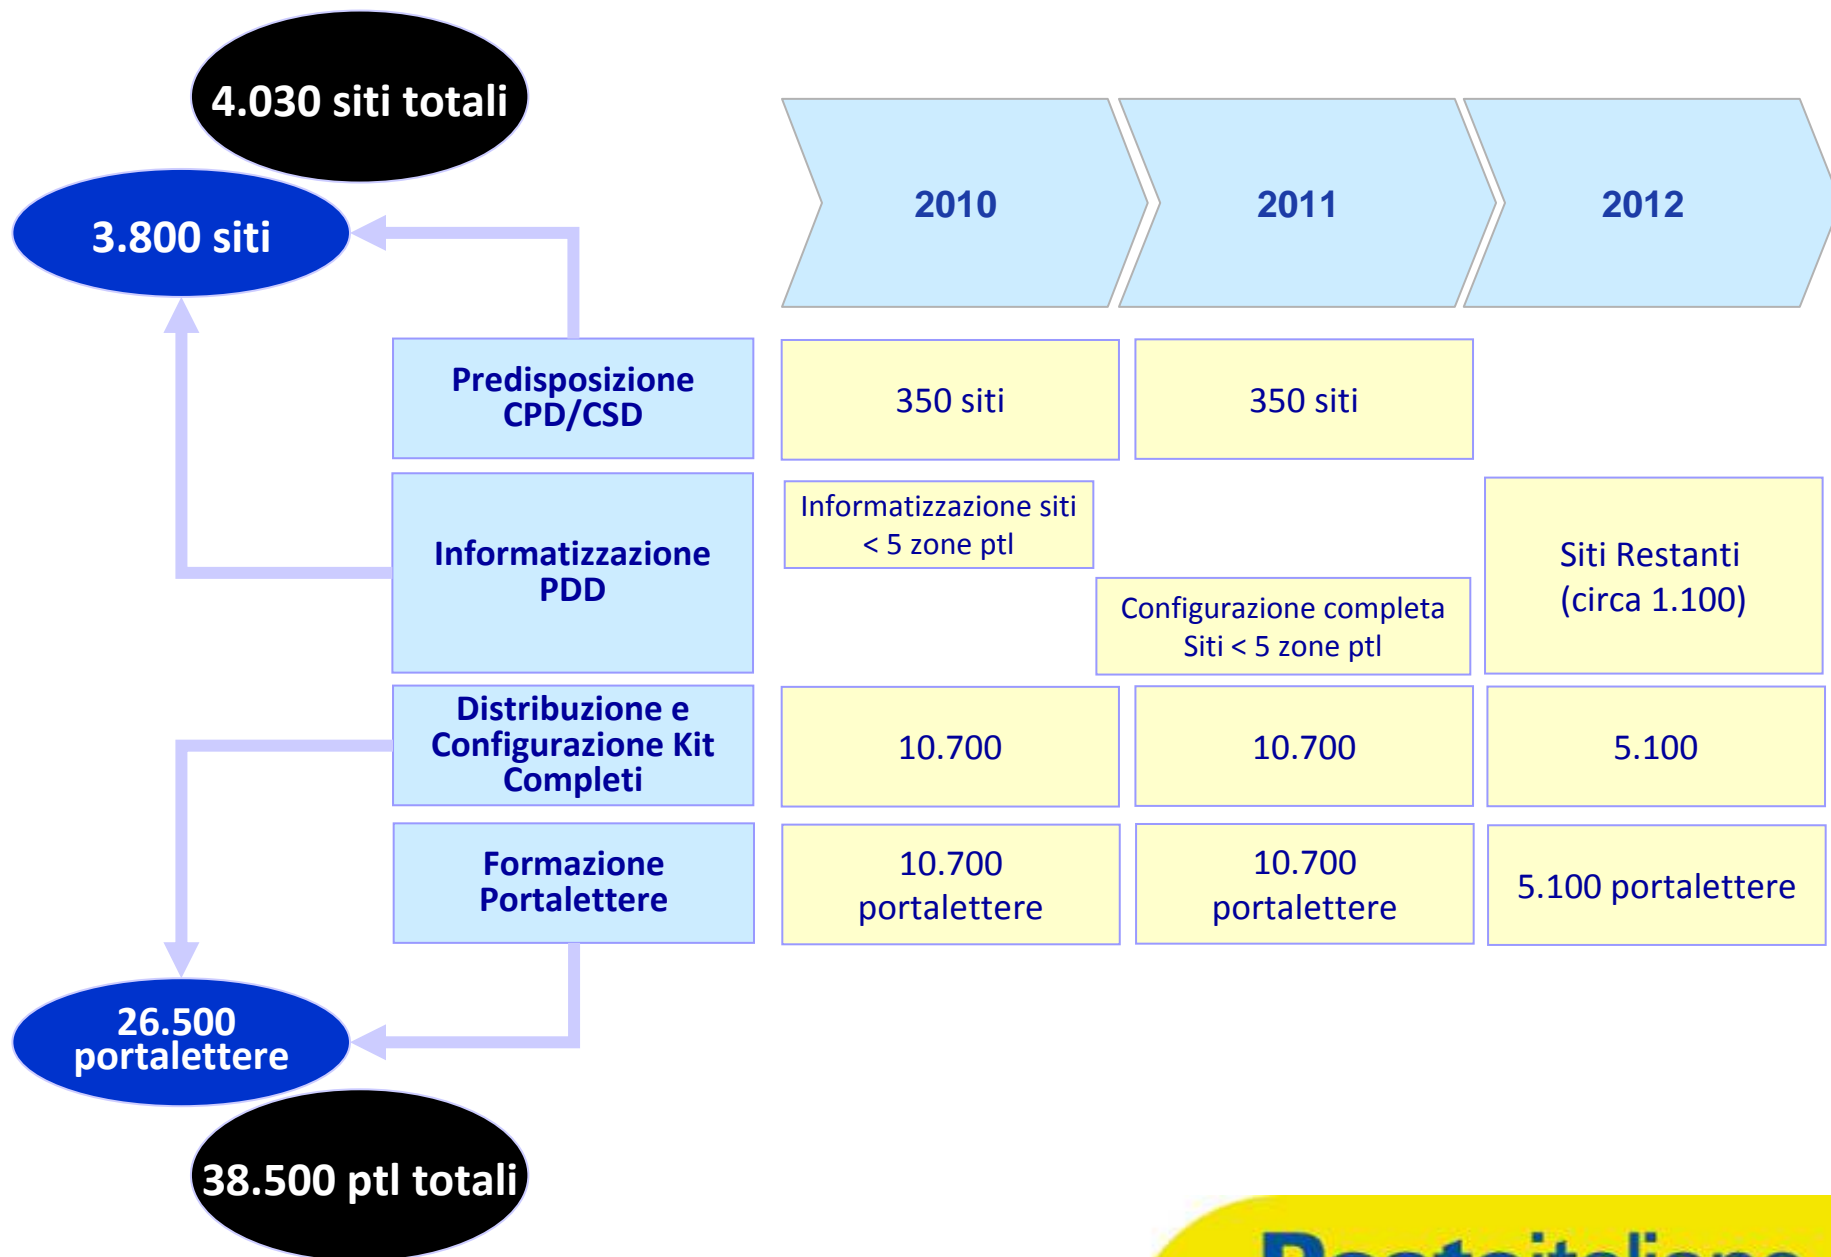 4.030 siti totali
3.800 siti
2010
2011
2012
Predisposizione
CPD/CSD
350 siti
350 siti
Informatizzazione
PDD
Informatizzazione siti
< 5 zone ptl
Configurazione completa
Siti < 5 zone ptl
Siti Restanti
(circa 1.100)
Distribuzione e
Configurazione Kit
Completi
10.700
10.700
5.100
Formazione
Portalettere
10.700
portalettere
10.700
portalettere
5.100 portalettere
26.500
portalettere
38.500 ptl totali
Posteitaliane